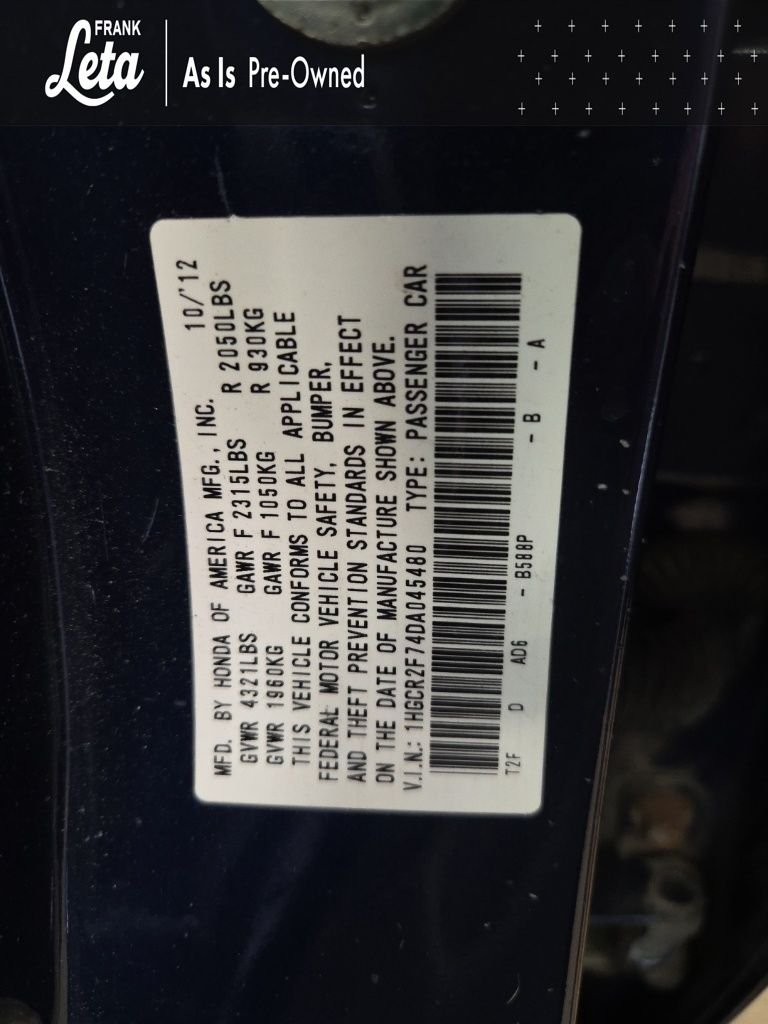 FRANK
Leta
As Is Pre-Owned
MFD. BY HONDA OF AMERICA MFG., INC. 10/'12
GVWR 4321LBS GAWR F 2315LBS R 2050LBS
GVWR 1960KG GAWR F 1050KG R 930KG
THIS VEHICLE CONFORMS TO ALL APPLICABLE
FEDERAL MOTOR VEHICLE SAFETY, BUMPER,
AND THEFT PREVENTION STANDARDS IN EFFECT
ON THE DATE OF MANUFACTURE SHOWN ABOVE.
V.I.N.: 1HGCR2F74DA045480 TYPE: PASSENGER CAR
T2F D AD6 - B588P - B - A